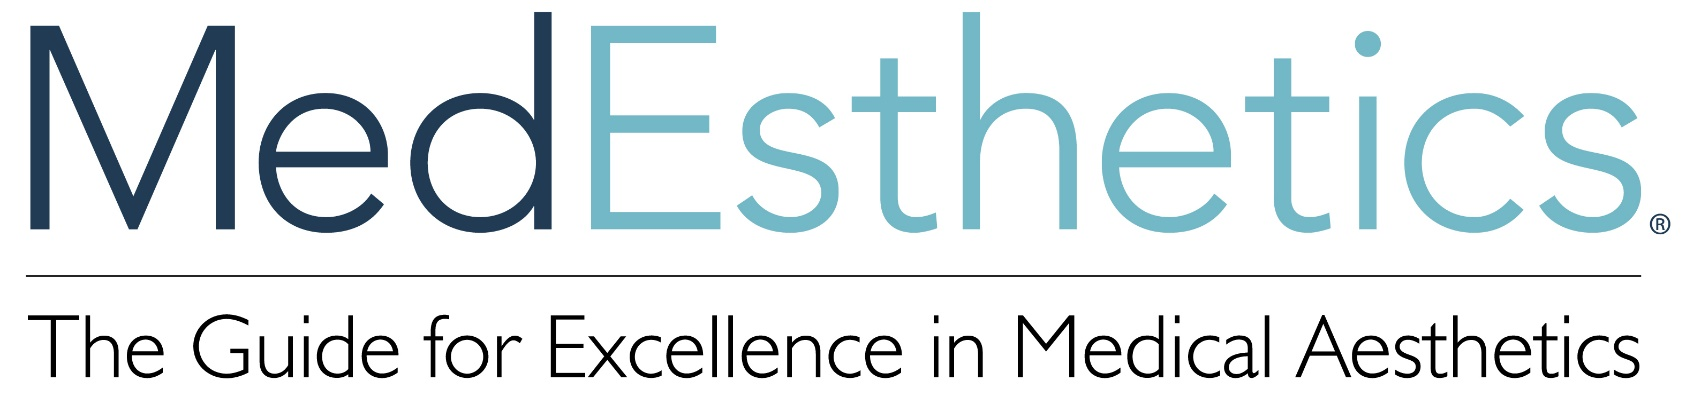 MedEsthetics®
The Guide for Excellence in Medical Aesthetics